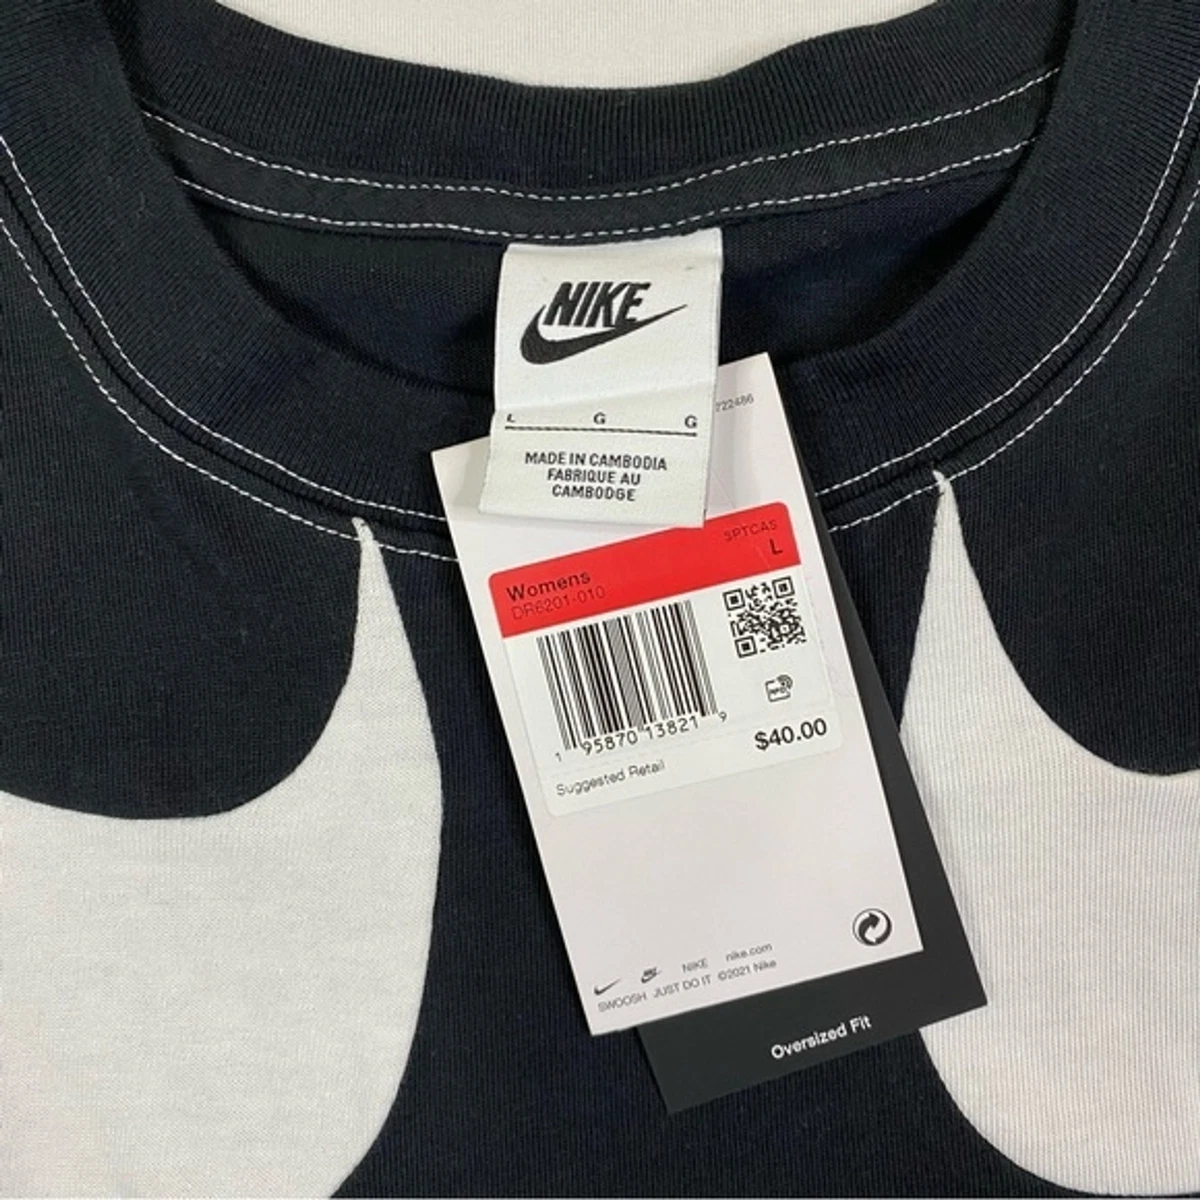 NIKE
L G G
MADE IN CAMBODIA
FABRIQUE AU
CAMBODGE
722486
SPTCAS
Womens L
DR6201-010
1 95870 13821 9
$40.00
Suggested Retail
NIKE nike.com
SWOOSH JUST DO IT ©2021 Nike
Oversized Fit